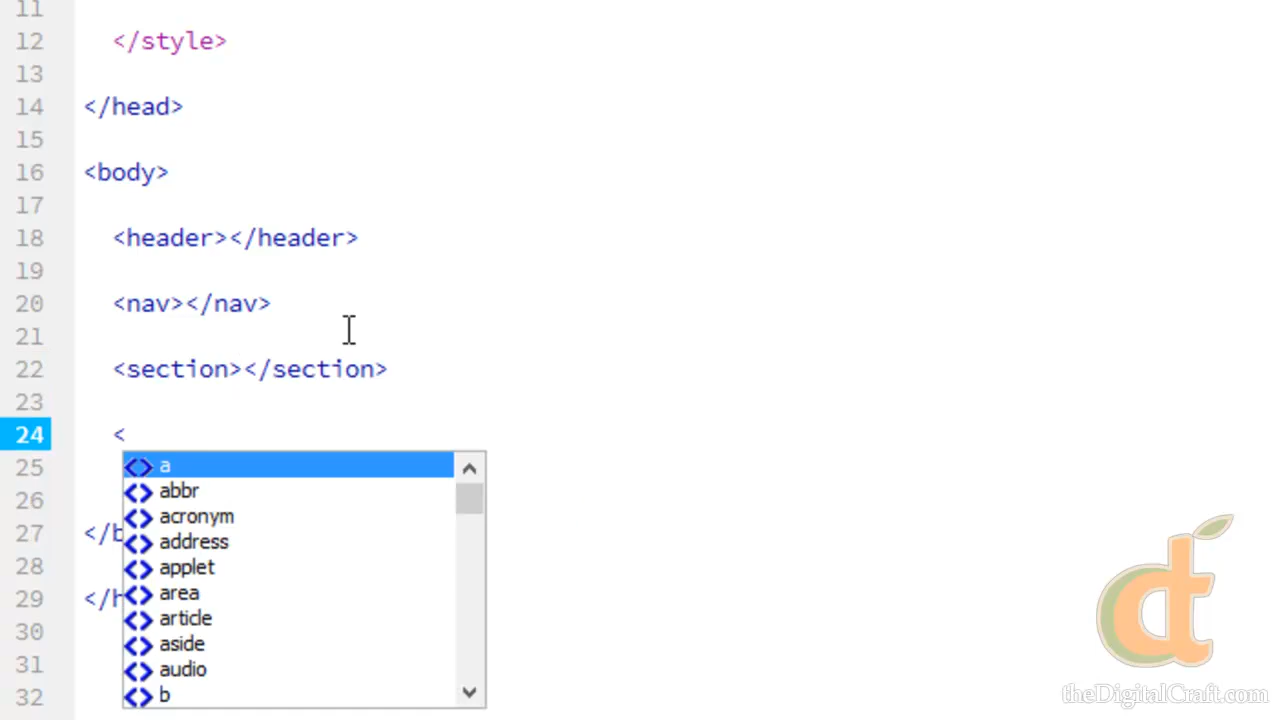 11
12 </style>
13
14 </head>
15
16 <body>
17
18 <header></header>
19
20 <nav></nav>
21
22 <section></section>
23
24 <
a
25
abbr
26
acronym
27 </b
address
28
applet
29 </h
area
30
article
31
aside
audio
32
b
dt
theDigitalCraft.com